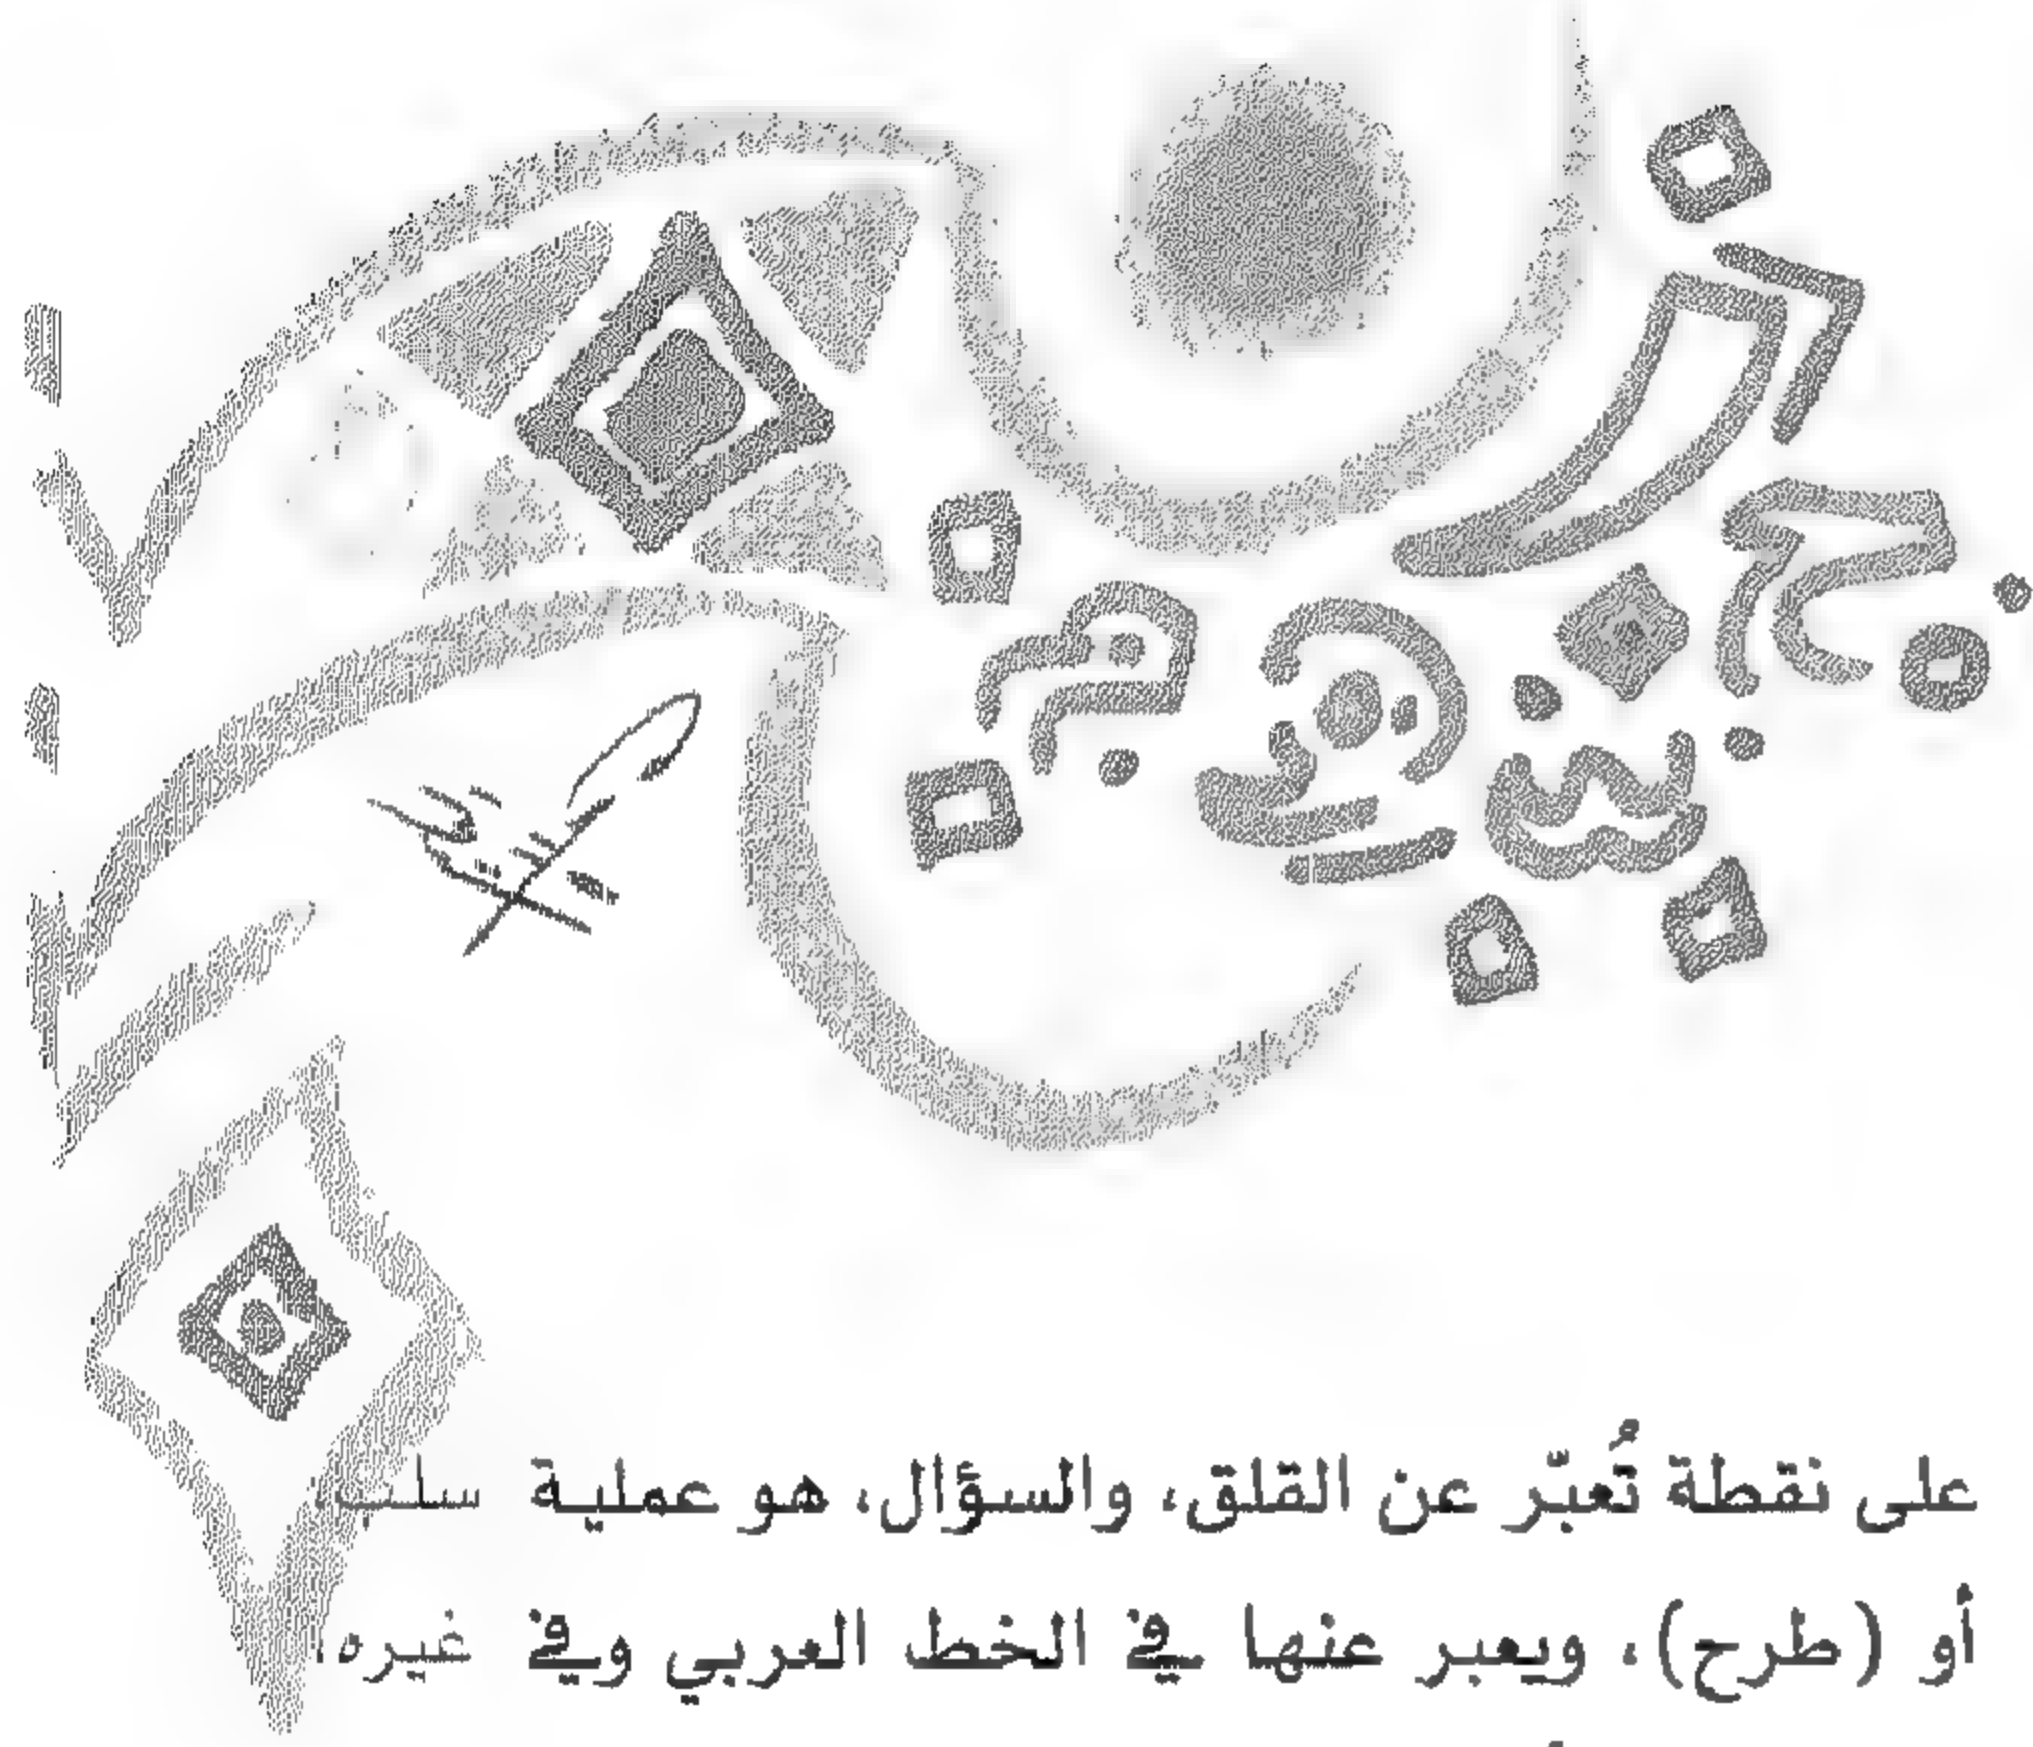 على نقطة تُعبّر عن القلق، والسؤال، هو عملية سلب،
أو (طرح)، ويعبر عنها في الخط العربي وفي غيره،